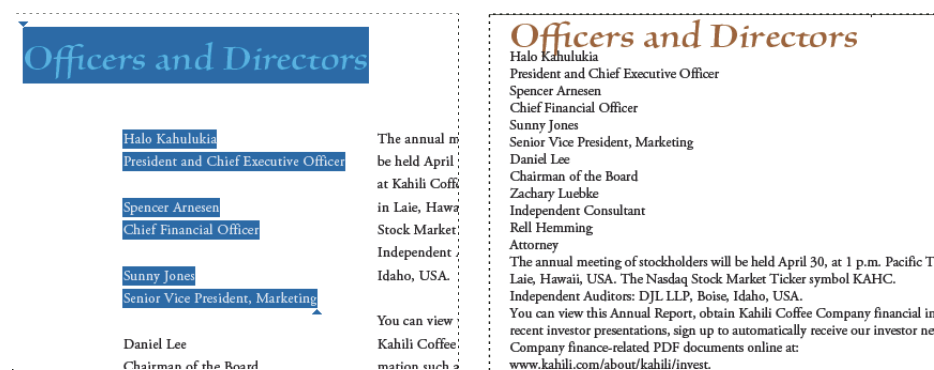 Officers and Directors
Halo Kahulukia
President and Chief Executive Officer
Spencer Arnesen
Chief Financial Officer
Sunny Jones
Senior Vice President, Marketing
Daniel Lee
Chairman of the Board
The annual m
be held April
at Kahili Coff
in Laie, Hawa
Stock Market
Independent
Idaho, USA.
You can view
Kahili Coffee
mation such a
Officers and Directors
Halo Kahulukia
President and Chief Executive Officer
Spencer Arnesen
Chief Financial Officer
Sunny Jones
Senior Vice President, Marketing
Daniel Lee
Chairman of the Board
Zachary Luebke
Independent Consultant
Rell Hemming
Attorney
The annual meeting of stockholders will be held April 30, at 1 p.m. Pacific T
Laie, Hawaii, USA. The Nasdaq Stock Market Ticker symbol KAHC.
Independent Auditors: DJL LLP, Boise, Idaho, USA.
You can view this Annual Report, obtain Kahili Coffee Company financial in
recent investor presentations, sign up to automatically receive our investor ne
Company finance-related PDF documents online at:
www.kahili.com/about/kahili/invest.